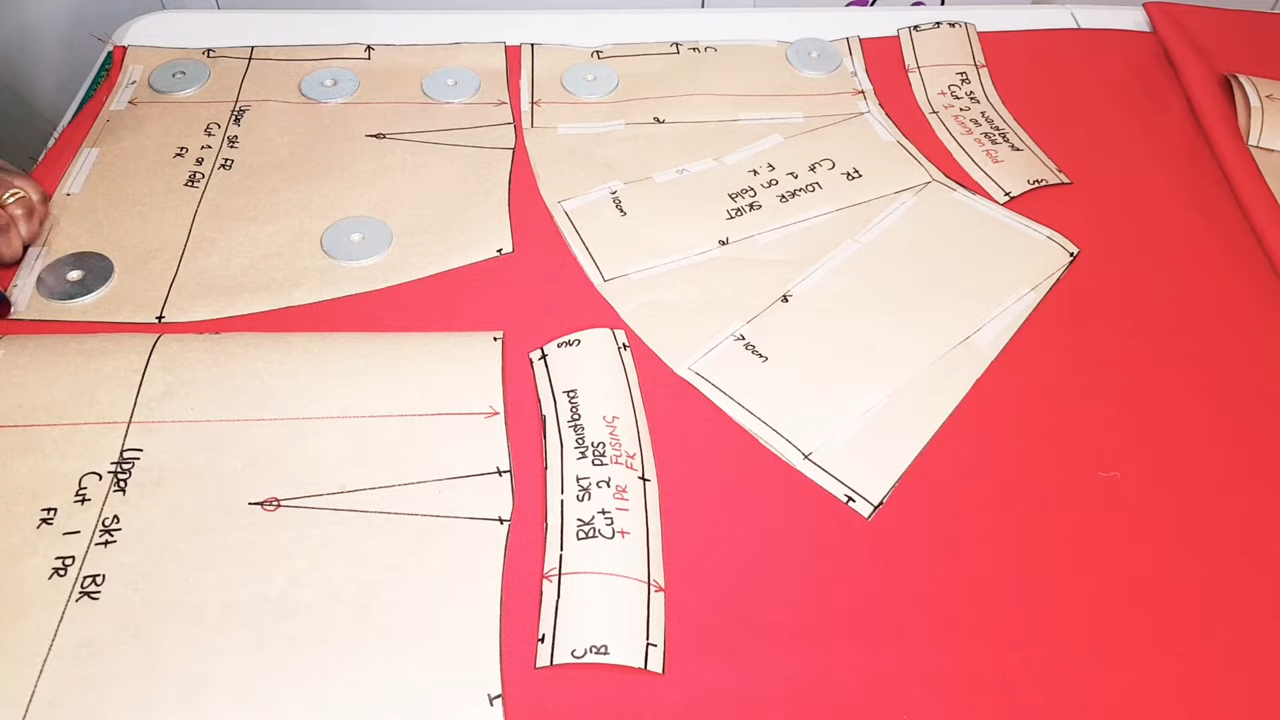 Upper Skt FR
Cut 1 on Fold
FK
CF
FR LOWER SKIRT
Cut 1 on Fold
F.K
→10cm
→10cm
FR SKT Waistband
Cut 2 on Fold
+ 1 Fusing on Fold
SS
SS
BK SKT Waistband
Cut 2 PRS
+ 1 PR FUSING
FK
CB
Upper Skt BK
Cut 1 PR
FK